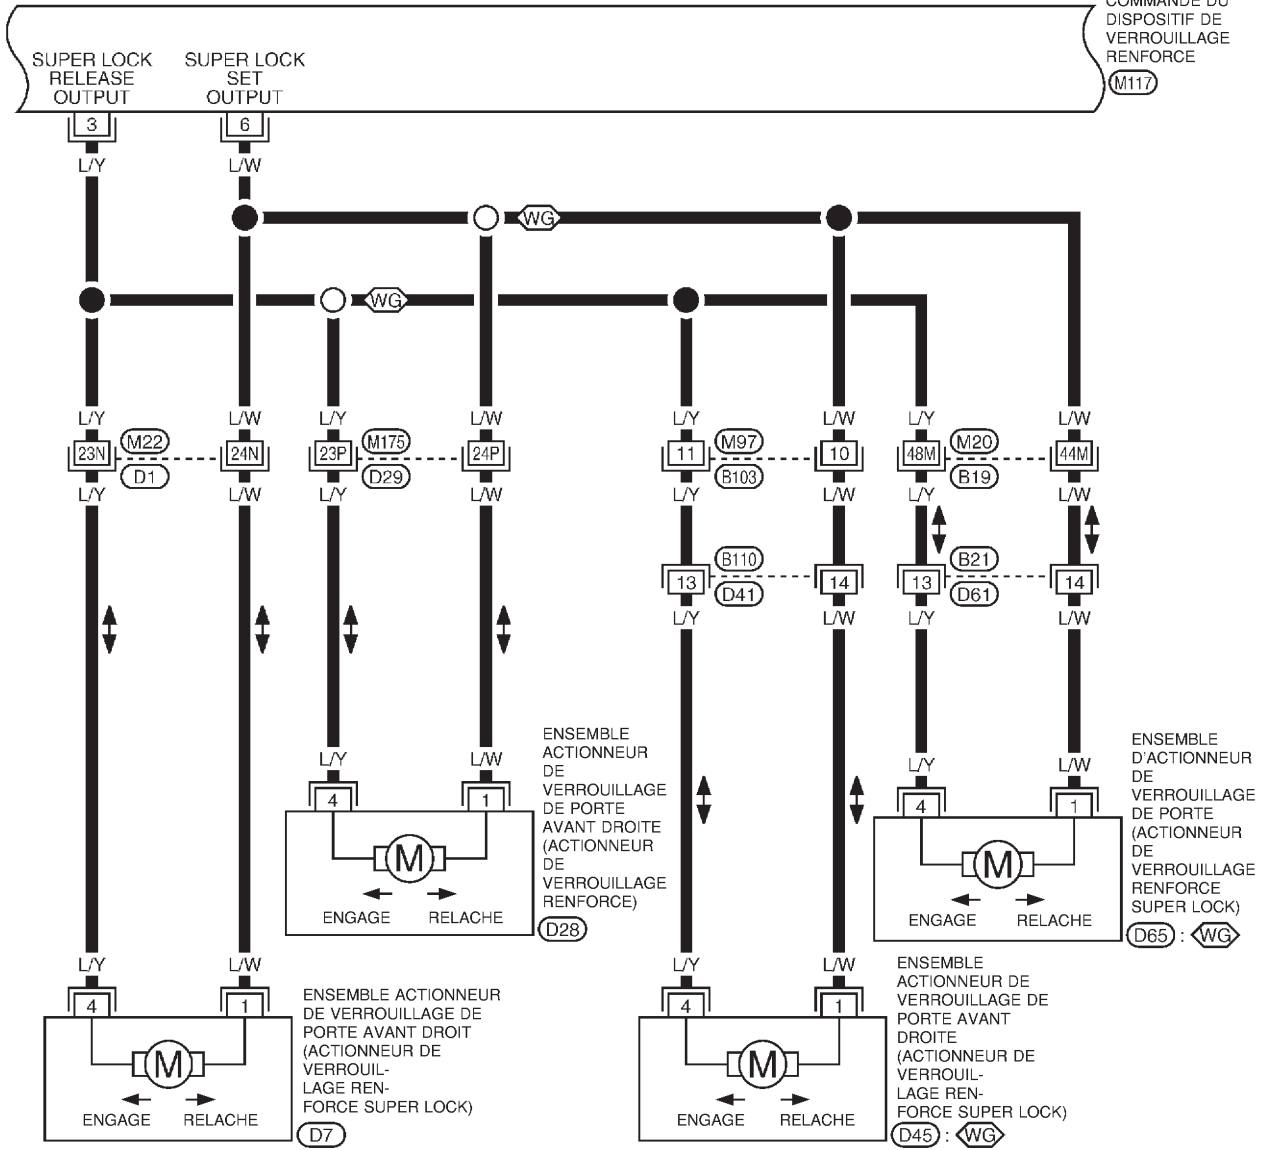 COMMANDE DU
DISPOSITIF DE
VERROUILLAGE
RENFORCE
M117
SUPER LOCK
RELEASE
OUTPUT
SUPER LOCK
SET
OUTPUT
3
6
L/Y
L/W
WG
WG
L/Y
L/W
L/Y
L/W
L/Y
L/W
L/Y
L/W
23N
M22
D1
24N
23P
M175
D29
24P
11
M97
B103
10
48M
M20
B19
44M
L/Y
L/W
L/Y
L/W
L/Y
L/W
L/Y
L/W
13
B110
D41
14
13
B21
D61
14
L/Y
L/W
L/Y
L/W
L/Y
L/W
4
1
M
ENGAGE
RELACHE
ENSEMBLE
ACTIONNEUR
DE
VERROUILLAGE
DE PORTE
AVANT DROITE
(ACTIONNEUR
DE
VERROUILLAGE
RENFORCE)
D28
L/Y
L/W
4
1
M
ENGAGE
RELACHE
ENSEMBLE
D'ACTIONNEUR
DE
VERROUILLAGE
DE PORTE
(ACTIONNEUR
DE
VERROUILLAGE
RENFORCE
SUPER LOCK)
D65 : WG
L/Y
L/W
4
1
M
ENGAGE
RELACHE
ENSEMBLE ACTIONNEUR
DE VERROUILLAGE DE
PORTE AVANT DROIT
(ACTIONNEUR DE
VERROUIL-
LAGE REN-
FORCE SUPER LOCK)
D7
L/Y
L/W
4
1
M
ENGAGE
RELACHE
ENSEMBLE
ACTIONNEUR DE
VERROUILLAGE DE
PORTE AVANT
DROITE
(ACTIONNEUR DE
VERROUIL-
LAGE REN-
FORCE SUPER LOCK)
D45 : WG